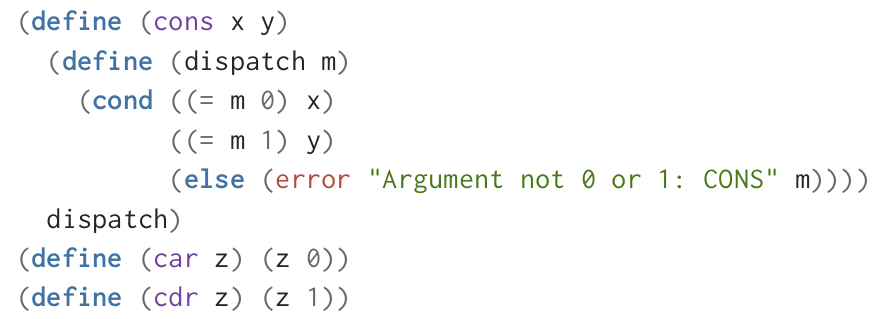 (define (cons x y)
  (define (dispatch m)
    (cond ((= m 0) x)
          ((= m 1) y)
          (else (error "Argument not 0 or 1: CONS" m))))
  dispatch)
(define (car z) (z 0))
(define (cdr z) (z 1))